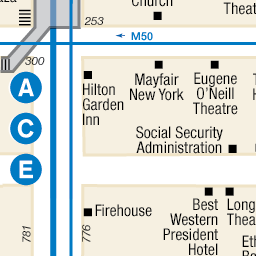 Church
Theat
253
M50
300
A
C
E
Hilton
Garden
Inn
Mayfair
New York
Eugene
O'Neill
Theatre
T
Social Security
Administration
Firehouse
781
776
Best
Western
President
Hotel
Long
Thea
Eth